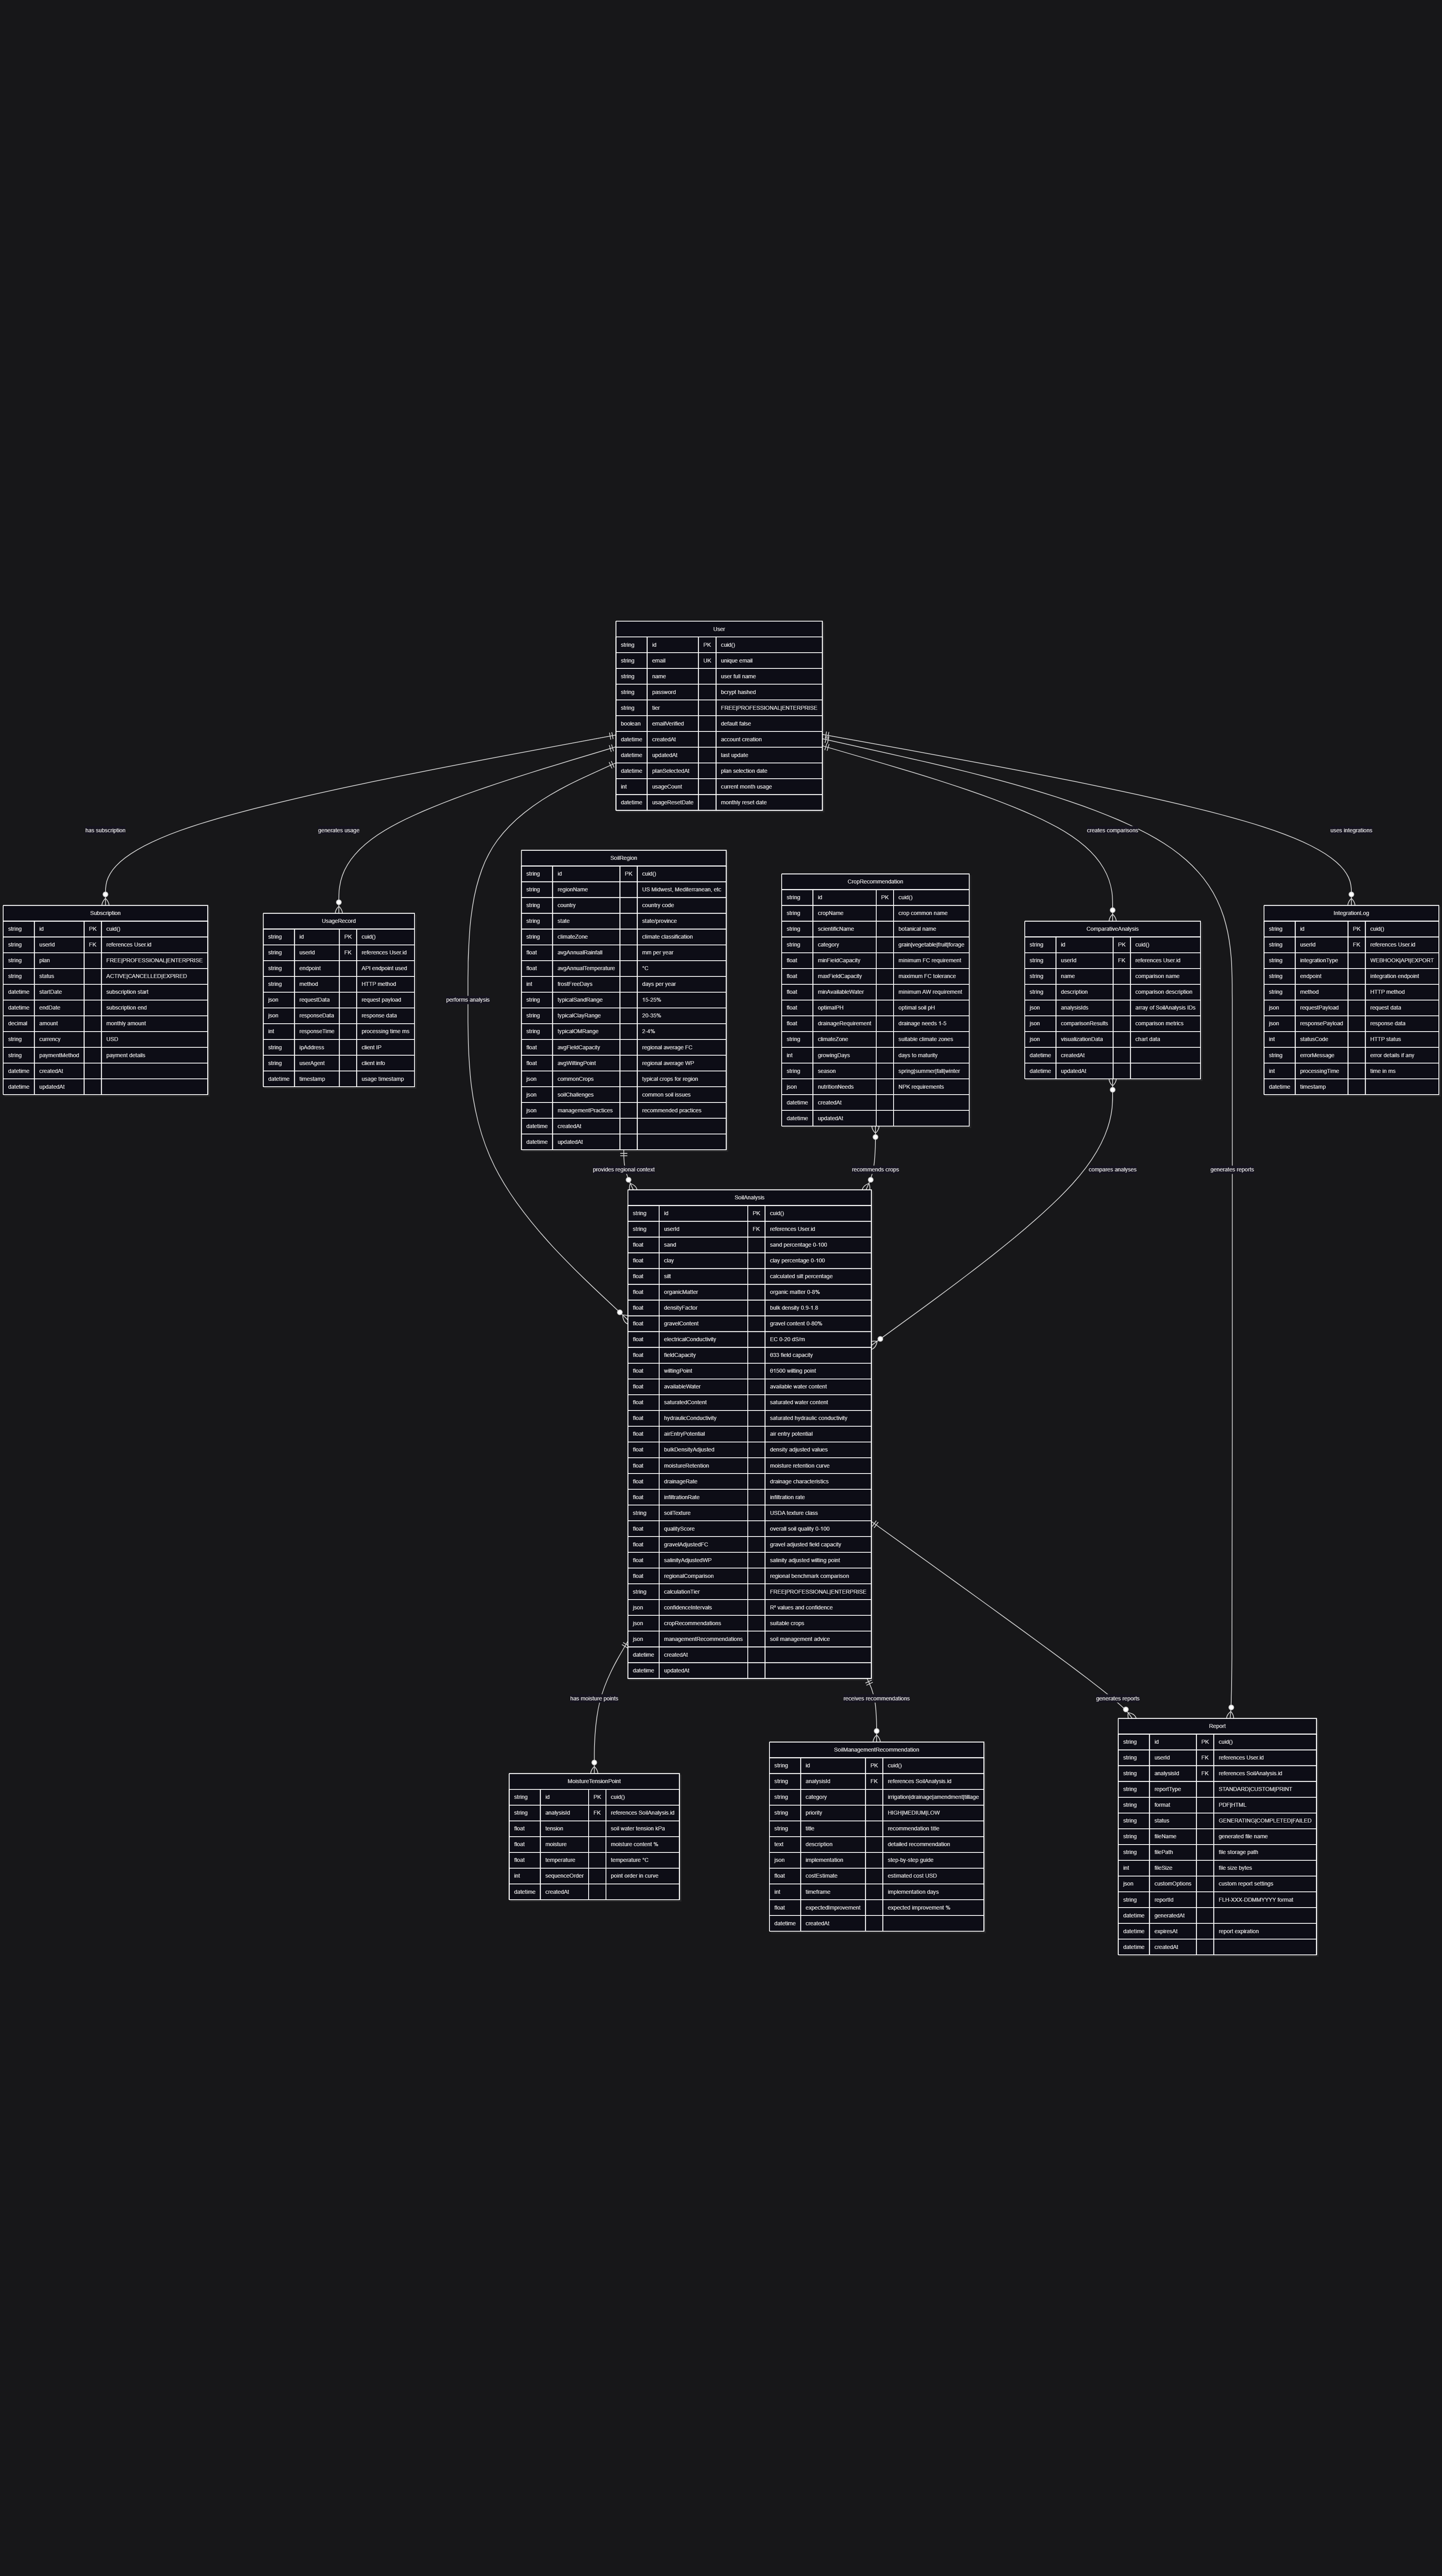 User
string id PK cuid()
string email UK unique email
string name user full name
string password bcrypt hashed
string tier FREE|PROFESSIONAL|ENTERPRISE
boolean emailVerified default false
datetime createdAt account creation
datetime updatedAt last update
datetime planSelectedAt plan selection date
int usageCount current month usage
datetime usageResetDate monthly reset date
has subscription
generates usage
creates comparisons
uses integrations
Subscription
string id PK cuid()
string userId FK references User.id
string plan FREE|PROFESSIONAL|ENTERPRISE
string status ACTIVE|CANCELLED|EXPIRED
datetime startDate subscription start
datetime endDate subscription end
decimal amount monthly amount
string currency USD
string paymentMethod payment details
datetime createdAt
datetime updatedAt
UsageRecord
string id PK cuid()
string userId FK references User.id
string endpoint API endpoint used
string method HTTP method
json requestData request payload
json responseData response data
int responseTime processing time ms
string ipAddress client IP
string userAgent client info
datetime timestamp usage timestamp
performs analysis
SoilRegion
string id PK cuid()
string regionName US Midwest, Mediterranean, etc
string country country code
string state state/province
string climateZone climate classification
float avgAnnualRainfall mm per year
float avgAnnualTemperature °C
int frostFreeDays days per year
string typicalSandRange 15-25%
string typicalClayRange 20-35%
string typicalOMRange 2-4%
float avgFieldCapacity regional average FC
float avgWiltingPoint regional average WP
json commonCrops typical crops for region
json soilChallenges common soil issues
json managementPractices recommended practices
datetime createdAt
datetime updatedAt
CropRecommendation
string id PK cuid()
string cropName crop common name
string scientificName botanical name
string category grain|vegetable|fruit|forage
float minFieldCapacity minimum FC requirement
float maxFieldCapacity maximum FC tolerance
float minAvailableWater minimum AW requirement
float optimalPH optimal soil pH
float drainageRequirement drainage needs 1-5
string climateZone suitable climate zones
int growingDays days to maturity
string season spring|summer|fall|winter
json nutritionNeeds NPK requirements
datetime createdAt
datetime updatedAt
ComparativeAnalysis
string id PK cuid()
string userId FK references User.id
string name comparison name
string description comparison description
json analysisIds array of SoilAnalysis IDs
json comparisonResults comparison metrics
json visualizationData chart data
datetime createdAt
datetime updatedAt
IntegrationLog
string id PK cuid()
string userId FK references User.id
string integrationType WEBHOOK|API|EXPORT
string endpoint integration endpoint
string method HTTP method
json requestPayload request data
json responsePayload response data
int statusCode HTTP status
string errorMessage error details if any
int processingTime time in ms
datetime timestamp
provides regional context
recommends crops
compares analyses
generates reports
SoilAnalysis
string id PK cuid()
string userId FK references User.id
float sand sand percentage 0-100
float clay clay percentage 0-100
float silt calculated silt percentage
float organicMatter organic matter 0-8%
float densityFactor bulk density 0.9-1.8
float gravelContent gravel content 0-80%
float electricalConductivity EC 0-20 dS/m
float fieldCapacity θ33 field capacity
float wiltingPoint θ1500 wilting point
float availableWater available water content
float saturatedContent saturated water content
float hydraulicConductivity saturated hydraulic conductivity
float airEntryPotential air entry potential
float bulkDensityAdjusted density adjusted values
float moistureRetention moisture retention curve
float drainageRate drainage characteristics
float infiltrationRate infiltration rate
string soilTexture USDA texture class
float qualityScore overall soil quality 0-100
float gravelAdjustedFC gravel adjusted field capacity
float salinityAdjustedWP salinity adjusted wilting point
float regionalComparison regional benchmark comparison
string calculationTier FREE|PROFESSIONAL|ENTERPRISE
json confidenceIntervals R² values and confidence
json cropRecommendations suitable crops
json managementRecommendations soil management advice
datetime createdAt
datetime updatedAt
has moisture points
receives recommendations
generates reports
MoistureTensionPoint
string id PK cuid()
string analysisId FK references SoilAnalysis.id
float tension soil water tension kPa
float moisture moisture content %
float temperature temperature °C
int sequenceOrder point order in curve
datetime createdAt
SoilManagementRecommendation
string id PK cuid()
string analysisId FK references SoilAnalysis.id
string category irrigation|drainage|amendment|tillage
string priority HIGH|MEDIUM|LOW
string title recommendation title
text description detailed recommendation
json implementation step-by-step guide
float costEstimate estimated cost USD
int timeframe implementation days
float expectedImprovement expected improvement %
datetime createdAt
Report
string id PK cuid()
string userId FK references User.id
string analysisId FK references SoilAnalysis.id
string reportType STANDARD|CUSTOM|PRINT
string format PDF|HTML
string status GENERATING|COMPLETED|FAILED
string fileName generated file name
string filePath file storage path
int fileSize file size bytes
json customOptions custom report settings
string reportId FLH-XXX-DDMMYYYY format
datetime generatedAt
datetime expiresAt report expiration
datetime createdAt